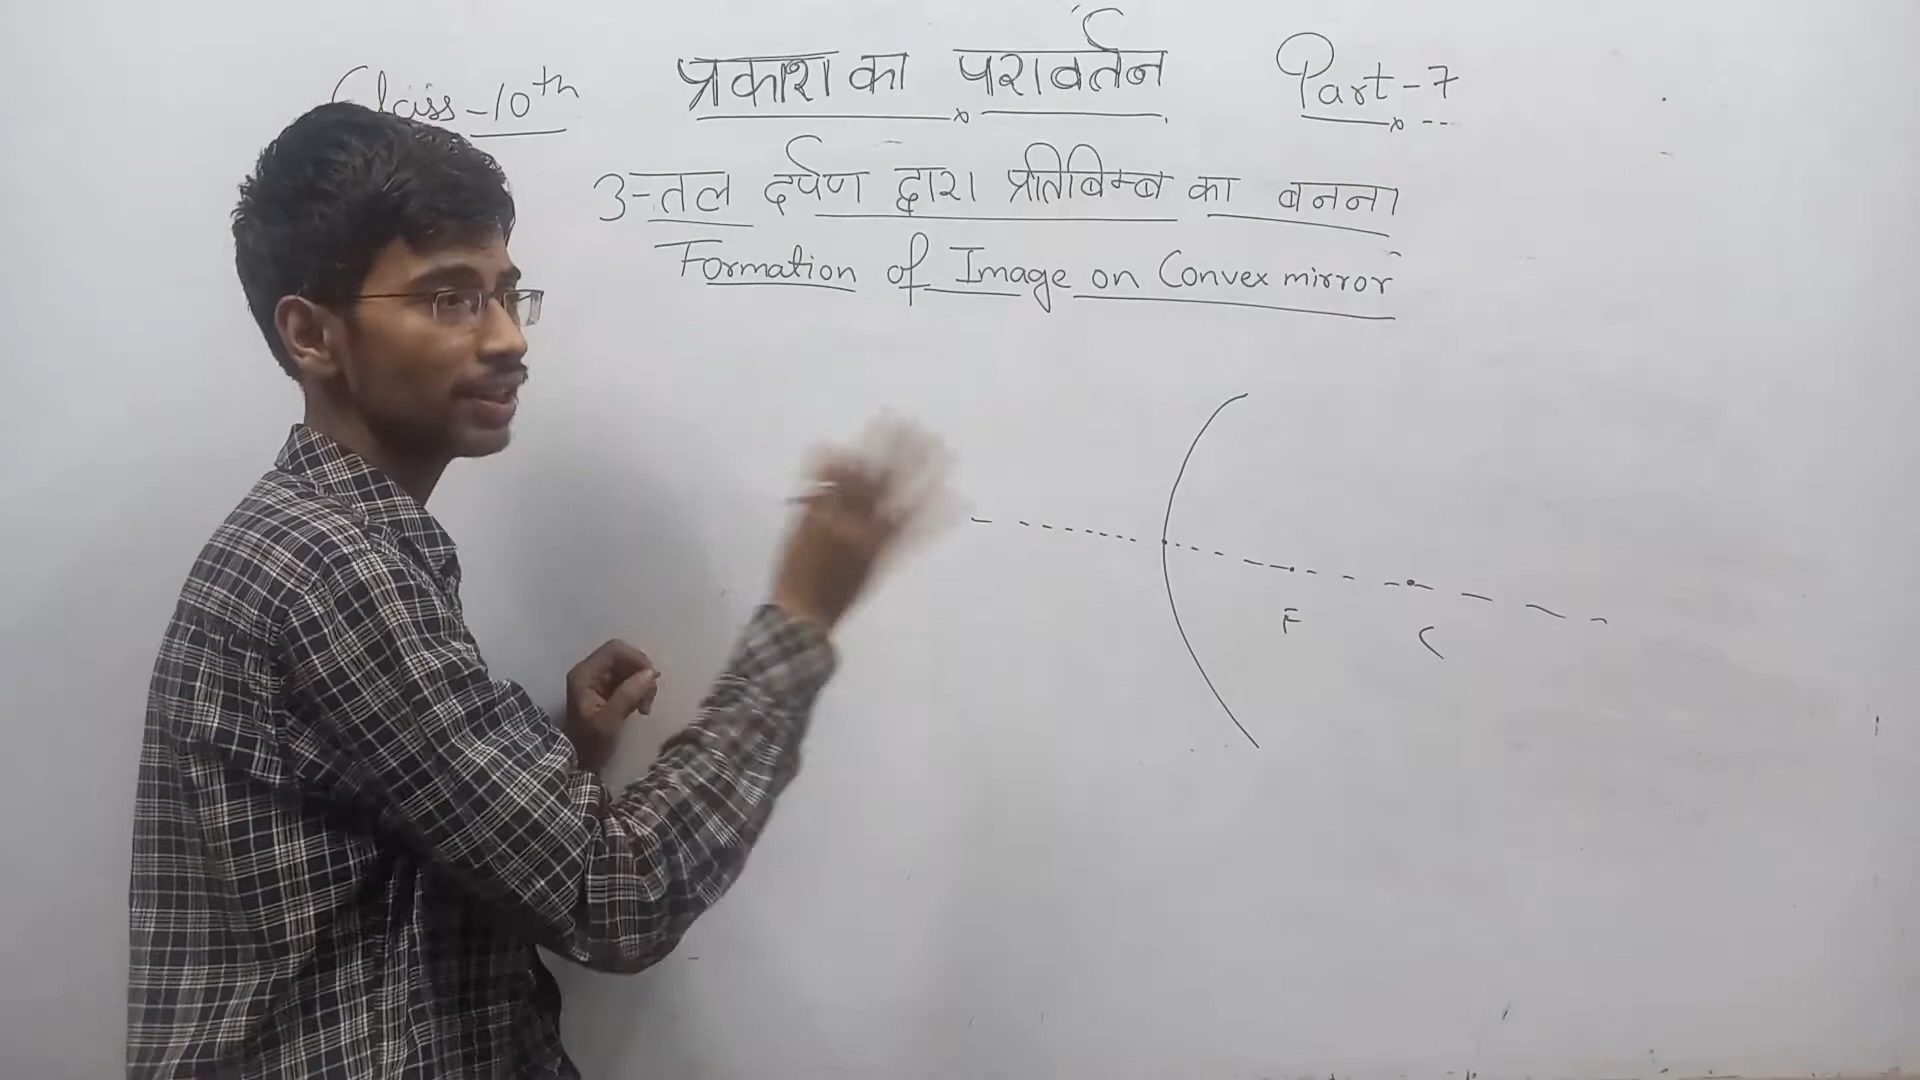 Class-10th प्रकाश का परावर्तन Part-7
उत्तल दर्पण द्वारा प्रतिबिम्ब का बनना
Formation of Image on Convex mirror
F
C